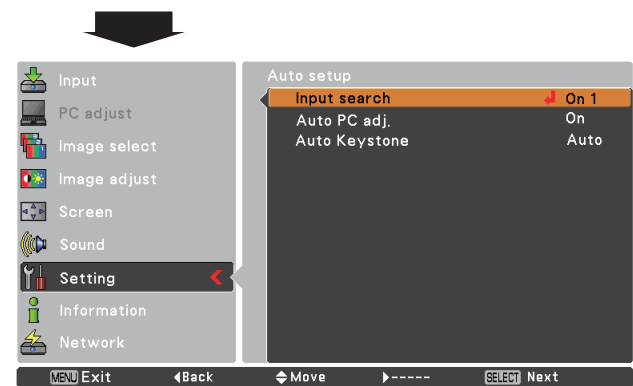 Input
PC adjust
Image select
Image adjust
Screen
Sound
Setting
Information
Network
Auto setup
Input search On 1
Auto PC adj. On
Auto Keystone Auto
MENU Exit Back Move ----- SELECT Next